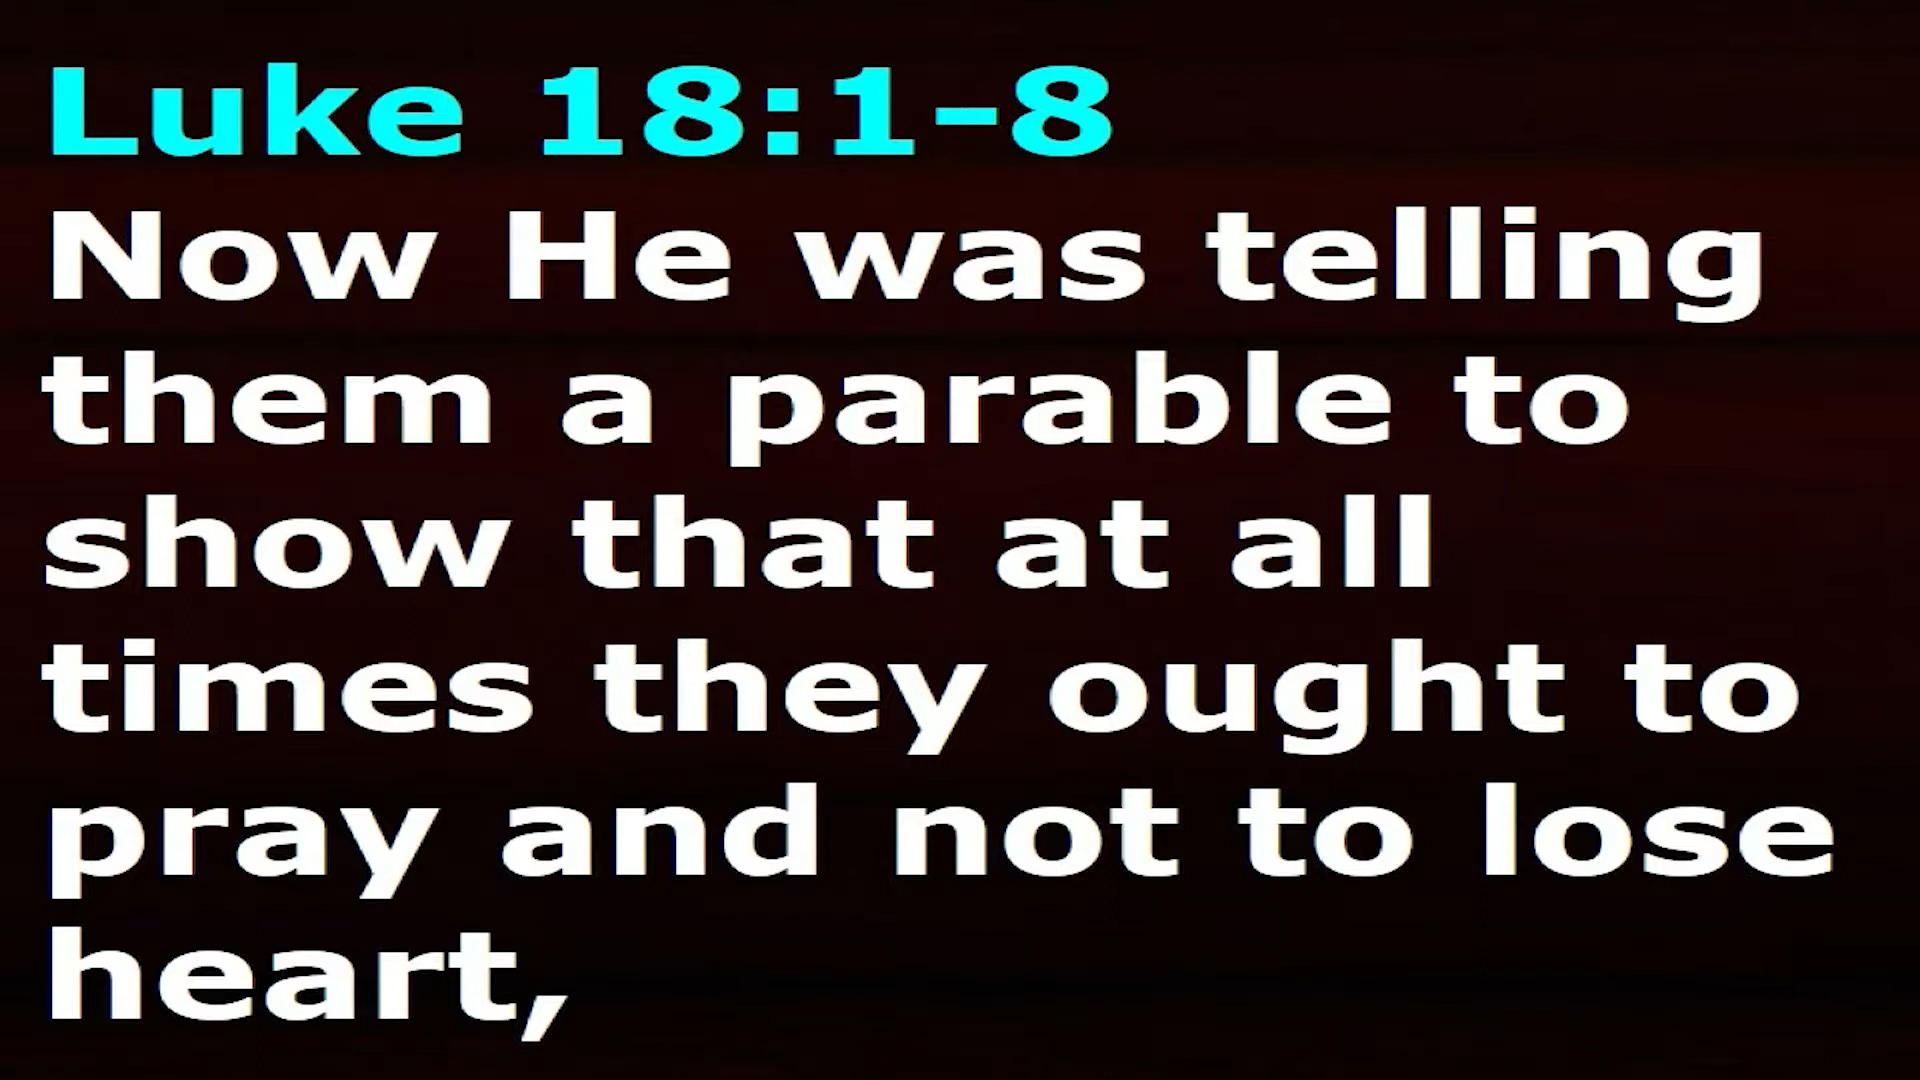 Luke 18:1-8
Now He was telling
them a parable to
show that at all
times they ought to
pray and not to lose
heart,